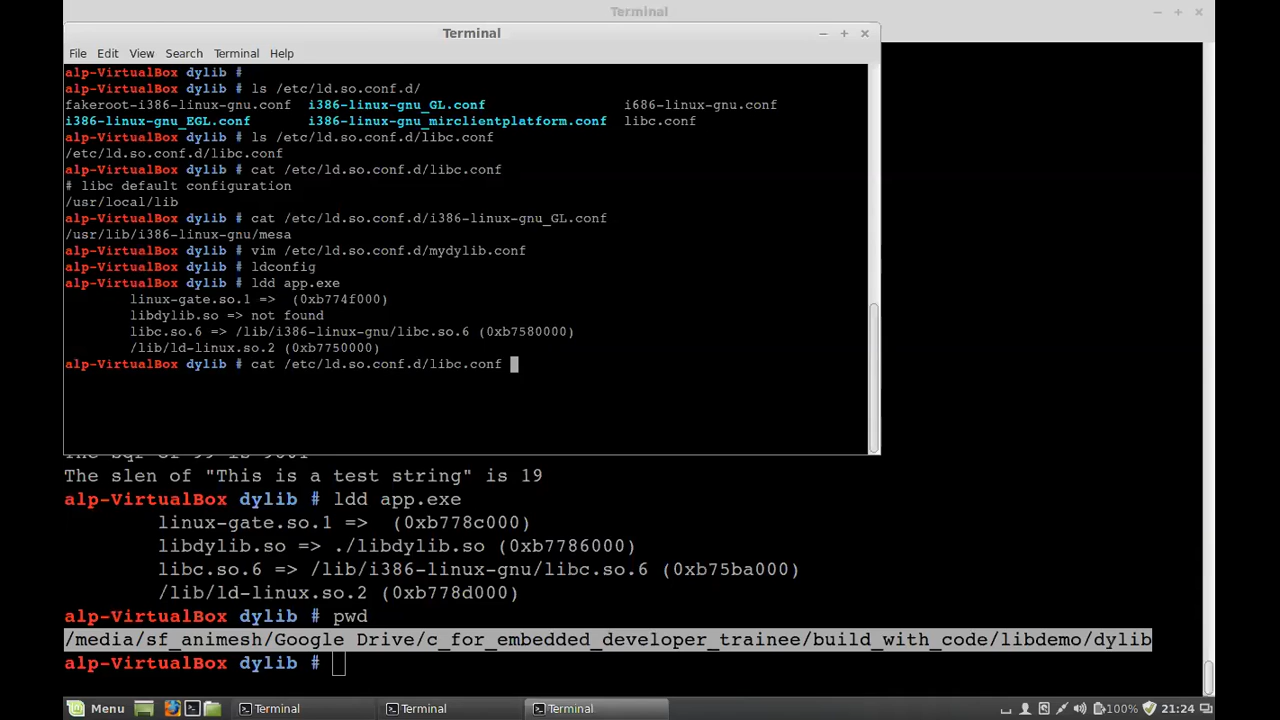 Terminal
Terminal
File Edit View Search Terminal Help
alp-VirtualBox dylib #
alp-VirtualBox dylib # ls /etc/ld.so.conf.d/
fakeroot-i386-linux-gnu.conf i386-linux-gnu_GL.conf i686-linux-gnu.conf
i386-linux-gnu_EGL.conf i386-linux-gnu_mirclientplatform.conf libc.conf
alp-VirtualBox dylib # ls /etc/ld.so.conf.d/libc.conf
/etc/ld.so.conf.d/libc.conf
alp-VirtualBox dylib # cat /etc/ld.so.conf.d/libc.conf
# libc default configuration
/usr/local/lib
alp-VirtualBox dylib # cat /etc/ld.so.conf.d/i386-linux-gnu_GL.conf
/usr/lib/i386-linux-gnu/mesa
alp-VirtualBox dylib # vim /etc/ld.so.conf.d/mydylib.conf
alp-VirtualBox dylib # ldconfig
alp-VirtualBox dylib # ldd app.exe
linux-gate.so.1 => (0xb774f000)
libdylib.so => not found
libc.so.6 => /lib/i386-linux-gnu/libc.so.6 (0xb7580000)
/lib/ld-linux.so.2 (0xb7750000)
alp-VirtualBox dylib # cat /etc/ld.so.conf.d/libc.conf
The slen of "This is a test string" is 19
alp-VirtualBox dylib # ldd app.exe
linux-gate.so.1 => (0xb778c000)
libdylib.so => ./libdylib.so (0xb7786000)
libc.so.6 => /lib/i386-linux-gnu/libc.so.6 (0xb75ba000)
/lib/ld-linux.so.2 (0xb778d000)
alp-VirtualBox dylib # pwd
/media/sf_animesh/Google Drive/c_for_embedded_developer_trainee/build_with_code/libdemo/dylib
alp-VirtualBox dylib #
Menu Terminal Terminal Terminal 100% 21:24